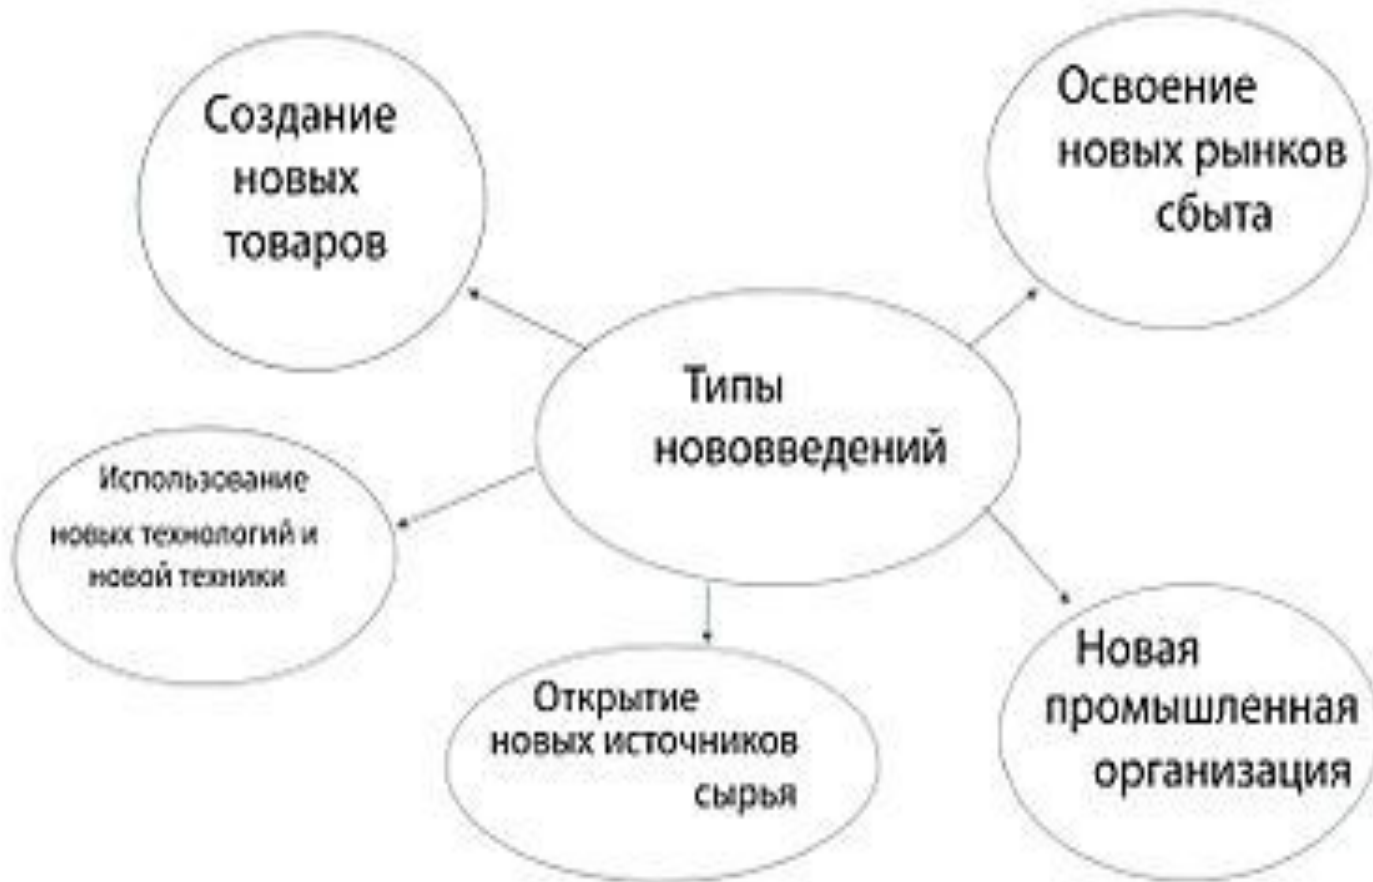 Создание
новых
товаров
Освоение
новых рынков
сбыта
Типы
нововведений
Использование
новых технологий и
новой техники
Открытие
новых источников
сырья
Новая
промышленная
организация